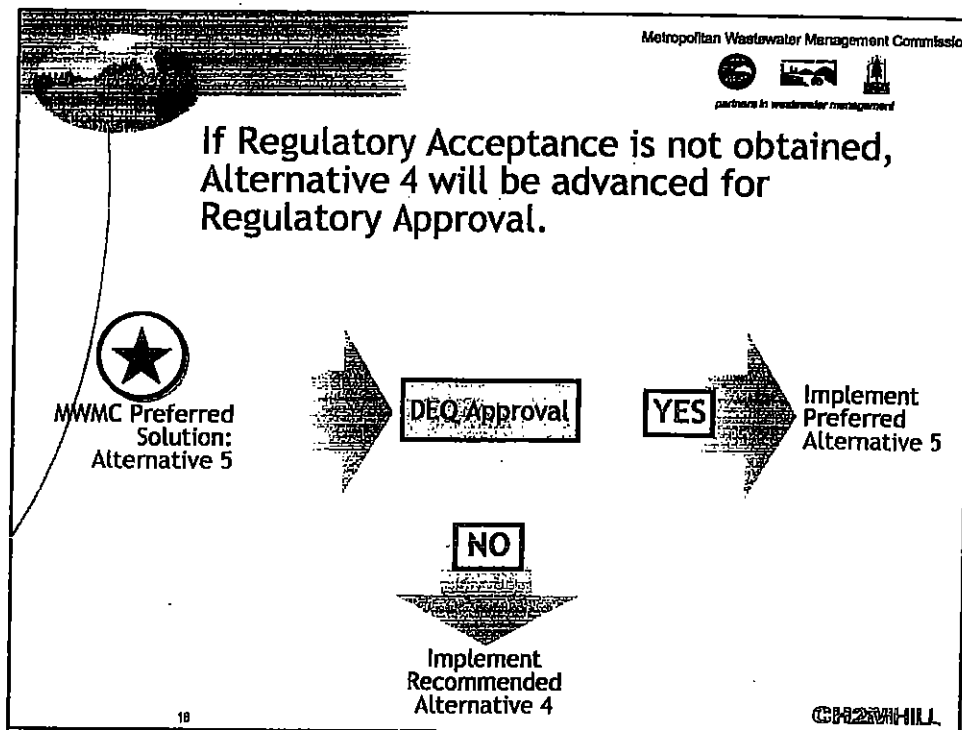 Metropolitan Wastewater Management Commissio
partners in wastewater management
If Regulatory Acceptance is not obtained,
Alternative 4 will be advanced for
Regulatory Approval.
MWMC Preferred
Solution:
Alternative 5
DEQ Approval
YES
Implement
Preferred
Alternative 5
NO
Implement
Recommended
Alternative 4
18
CH2MHILL